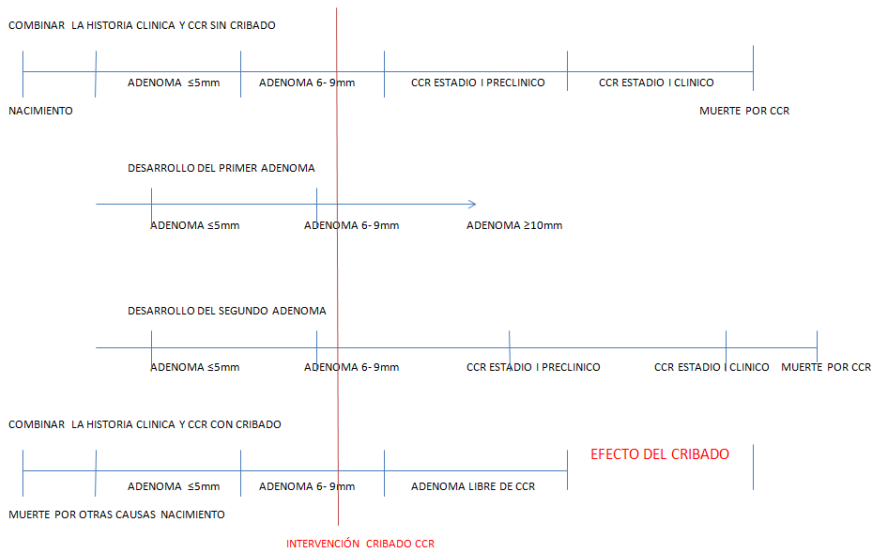 COMBINAR LA HISTORIA CLINICA Y CCR SIN CRIBADO
ADENOMA ≤5mm ADENOMA 6- 9mm CCR ESTADIO I PRECLINICO CCR ESTADIO I CLINICO
NACIMIENTO MUERTE POR CCR
DESARROLLO DEL PRIMER ADENOMA
ADENOMA ≤5mm ADENOMA 6- 9mm ADENOMA ≥10mm
DESARROLLO DEL SEGUNDO ADENOMA
ADENOMA ≤5mm ADENOMA 6- 9mm CCR ESTADIO I PRECLINICO CCR ESTADIO I CLINICO MUERTE POR CCR
COMBINAR LA HISTORIA CLINICA Y CCR CON CRIBADO
EFECTO DEL CRIBADO
ADENOMA ≤5mm ADENOMA 6- 9mm ADENOMA LIBRE DE CCR
MUERTE POR OTRAS CAUSAS NACIMIENTO
INTERVENCIÓN CRIBADO CCR